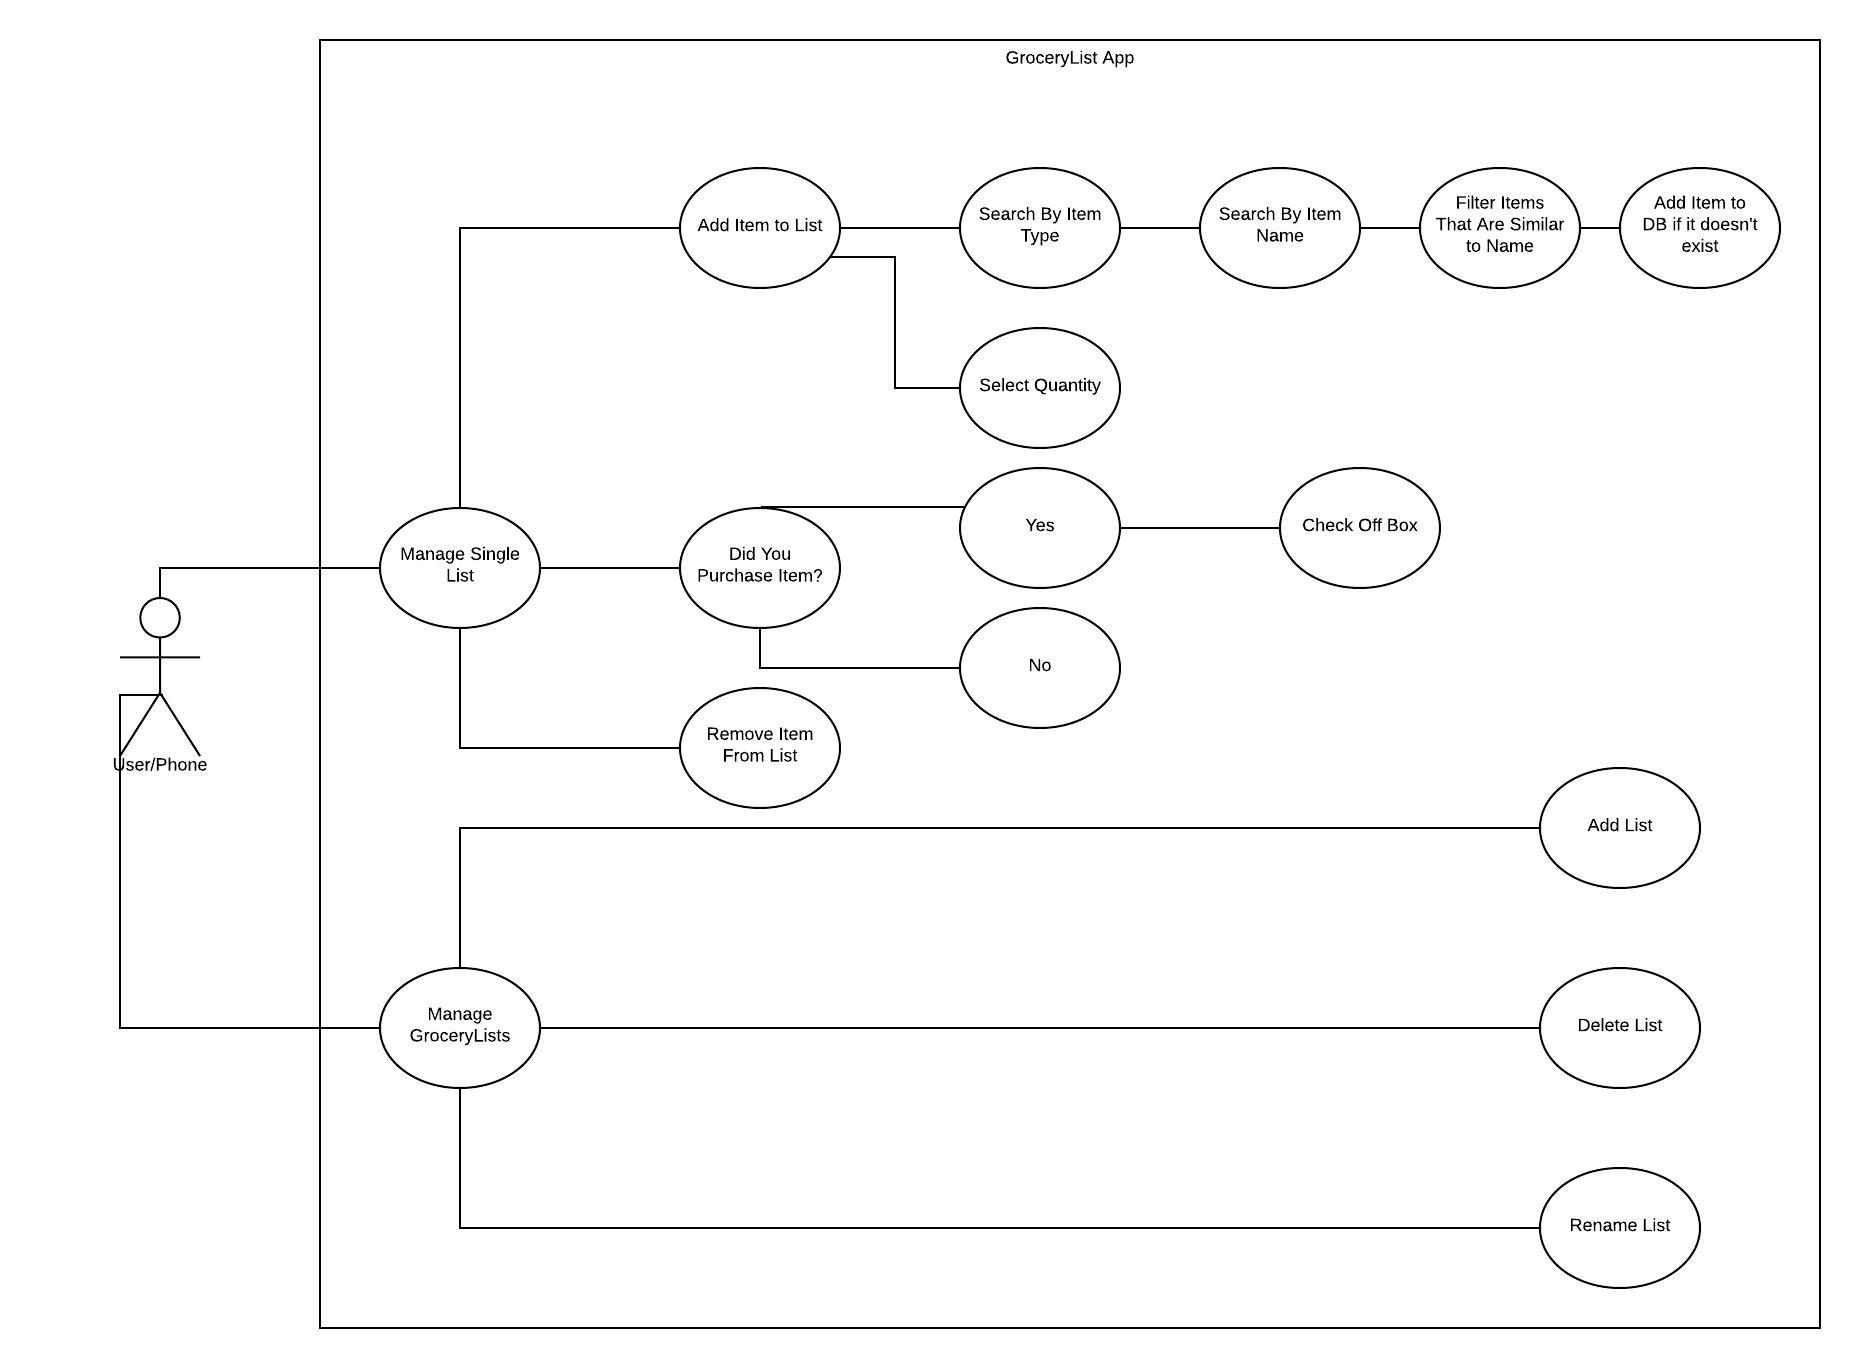 GroceryList App
Add Item to List
Search By Item
Type
Search By Item
Name
Filter Items
That Are Similar
to Name
Add Item to
DB if it doesn't
exist
Select Quantity
Manage Single
List
Did You
Purchase Item?
Yes
Check Off Box
No
Remove Item
From List
User/Phone
Add List
Manage
GroceryLists
Delete List
Rename List